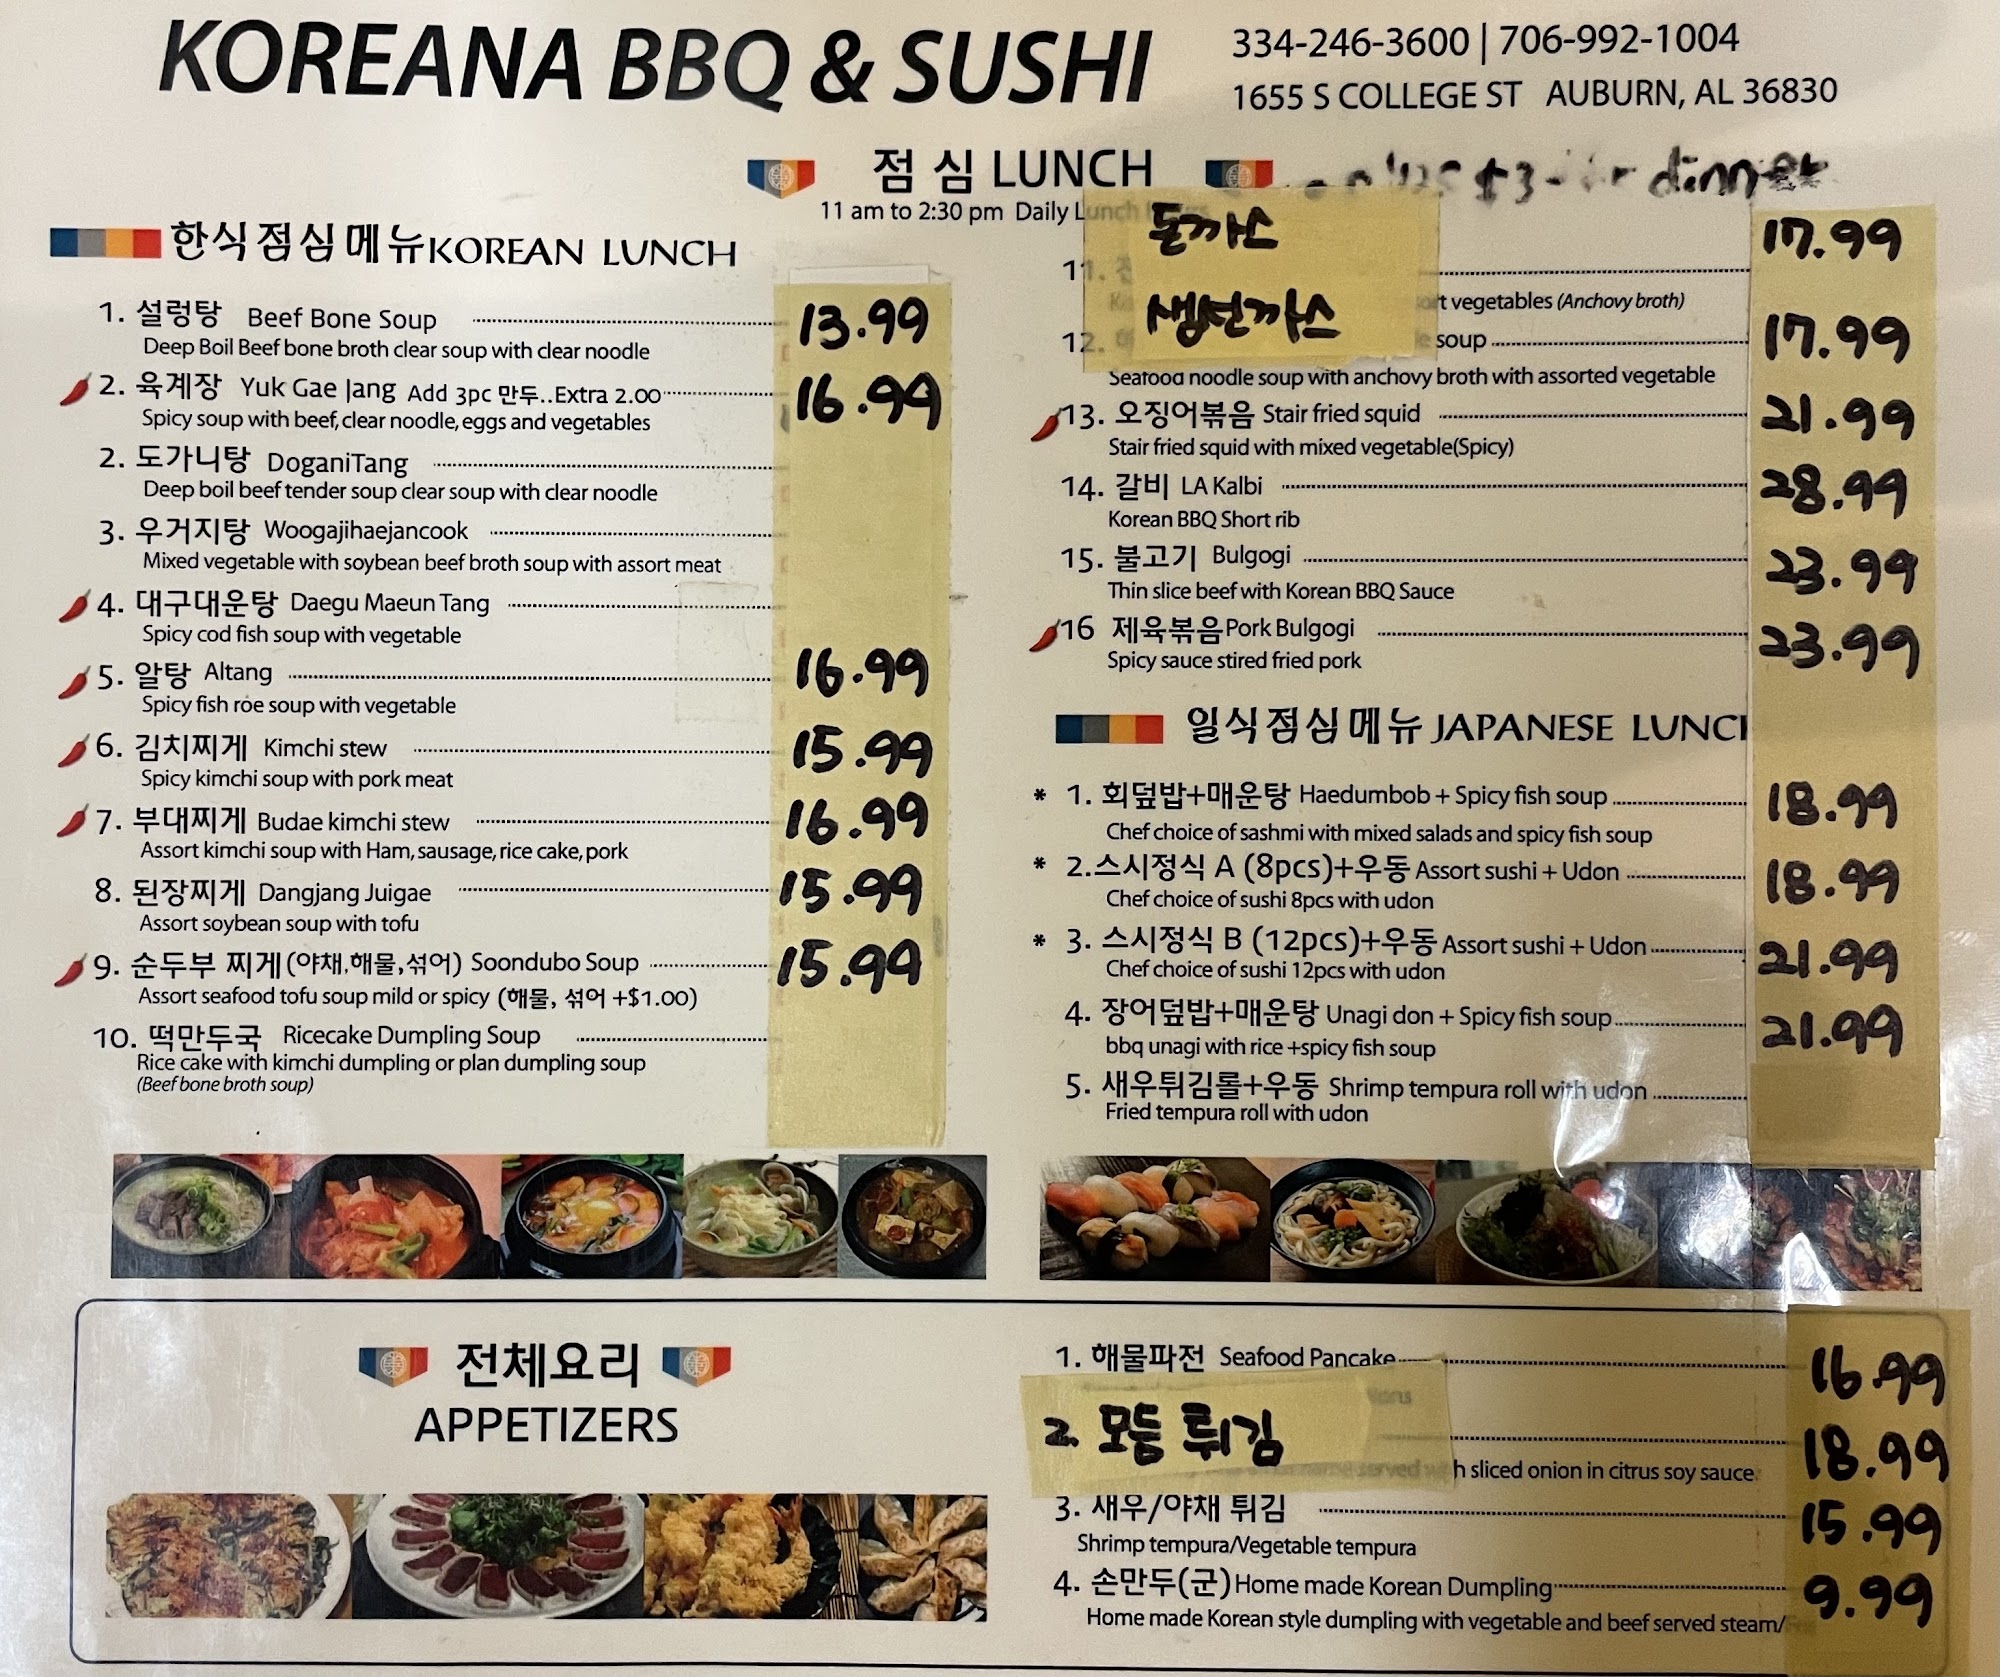 KOREANA BBQ & SUSHI
334-246-3600 | 706-992-1004
1655 S COLLEGE ST AUBURN, AL 36830
점 심 LUNCH
$3 dinner
11 am to 2:30 pm Daily Lunch
한식점심메뉴 KOREAN LUNCH
1. 설렁탕 Beef Bone Soup 13.99
Deep Boil Beef bone broth clear soup with clear noodle
2. 육계장 Yuk Gae Jang Add 3pc 만두..Extra 2.00 16.99
Spicy soup with beef, clear noodle, eggs and vegetables
2. 도가니탕 DoganiTang
Deep boil beef tender soup clear soup with clear noodle
3. 우거지탕 Woogajihaejancook
Mixed vegetable with soybean beef broth soup with assort meat
4. 대구대운탕 Daegu Maeun Tang
Spicy cod fish soup with vegetable
5. 알탕 Altang 16.99
Spicy fish roe soup with vegetable
6. 김치찌게 Kimchi stew 15.99
Spicy kimchi soup with pork meat
7. 부대찌게 Budae kimchi stew 16.99
Assort kimchi soup with Ham, sausage, rice cake, pork
8. 된장찌게 Dangjang Juigae 15.99
Assort soybean soup with tofu
9. 순두부 찌게(야채,해물,섞어) Soondubo Soup 15.99
Assort seafood tofu soup mild or spicy (해물, 섞어 +$1.00)
10. 떡만두국 Ricecake Dumpling Soup
Rice cake with kimchi dumpling or plan dumpling soup
(Beef bone broth soup)
돈까스 17.99
11.
vegetables (Anchovy broth)
생선까스 17.99
12. soup
Seafood noodle soup with anchovy broth with assorted vegetable
13. 오징어볶음 Stair fried squid 21.99
Stair fried squid with mixed vegetable(Spicy)
14. 갈비 LA Kalbi 28.99
Korean BBQ Short rib
15. 불고기 Bulgogi 23.99
Thin slice beef with Korean BBQ Sauce
16 제육볶음 Pork Bulgogi 23.99
Spicy sauce stired fried pork
일식점심메뉴 JAPANESE LUNCH
* 1. 회덮밥+매운탕 Haedumbob + Spicy fish soup 18.99
Chef choice of sashmi with mixed salads and spicy fish soup
* 2.스시정식 A (8pcs)+우동 Assort sushi + Udon 18.99
Chef choice of sushi 8pcs with udon
* 3. 스시정식 B (12pcs)+우동 Assort sushi + Udon 21.99
Chef choice of sushi 12pcs with udon
4. 장어덮밥+매운탕 Unagi don + Spicy fish soup 21.99
bbq unagi with rice +spicy fish soup
5. 새우튀김롤+우동 Shrimp tempura roll with udon
Fried tempura roll with udon
전체요리
APPETIZERS
1. 해물파전 Seafood Pancake 16.99
2. 모듬 튀김 18.99
served with sliced onion in citrus soy sauce
3. 새우/야채 튀김 15.99
Shrimp tempura/Vegetable tempura
4. 손만두(군) Home made Korean Dumpling 9.99
Home made Korean style dumpling with vegetable and beef served steam/